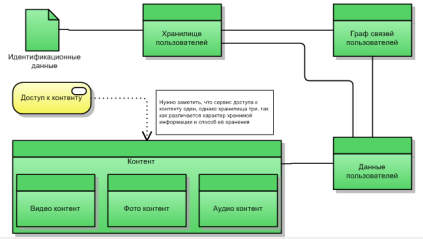 Хранилище
пользователей
Граф связей
пользователей
Идентификационные
данные
Доступ к контенту
Нужно заметить, что сервис доступа к
контенту один, однако хранилища три, так
как различается характер хранимой
информации и способ её хранения
Контент
Видео контент
Фото контент
Аудио контент
Данные
пользователей